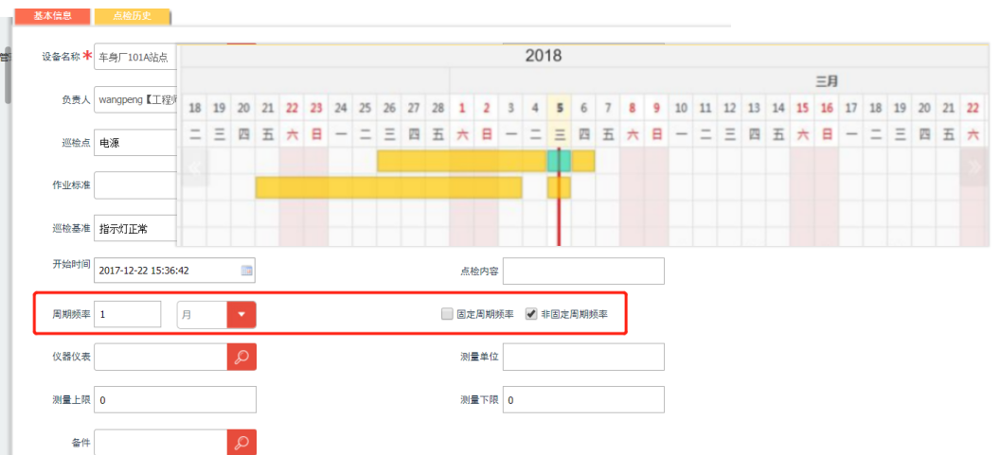 基本信息 点检历史
2018
设备名称 * 车身厂101A站点
三月
负责人 wangpeng【工程师
18 19 20 21 22 23 24 25 26 27 28 1 2 3 4 5 6 7 8 9 10 11 12 13 14 15 16 17 18 19 20 21 22
二 三 四 五 六 日 一 二 三 四 五 六 日 一 二 三 四 五 六 日 一 二 三 四 五 六 日 一 二 三 四 五 六
巡检点 电源
作业标准
巡检基准 指示灯正常
开始时间 2017-12-22 15:36:42 点检内容
周期频率 1 月 固定周期频率 非固定周期频率
仪器仪表 测量单位
测量上限 0 测量下限 0
备件